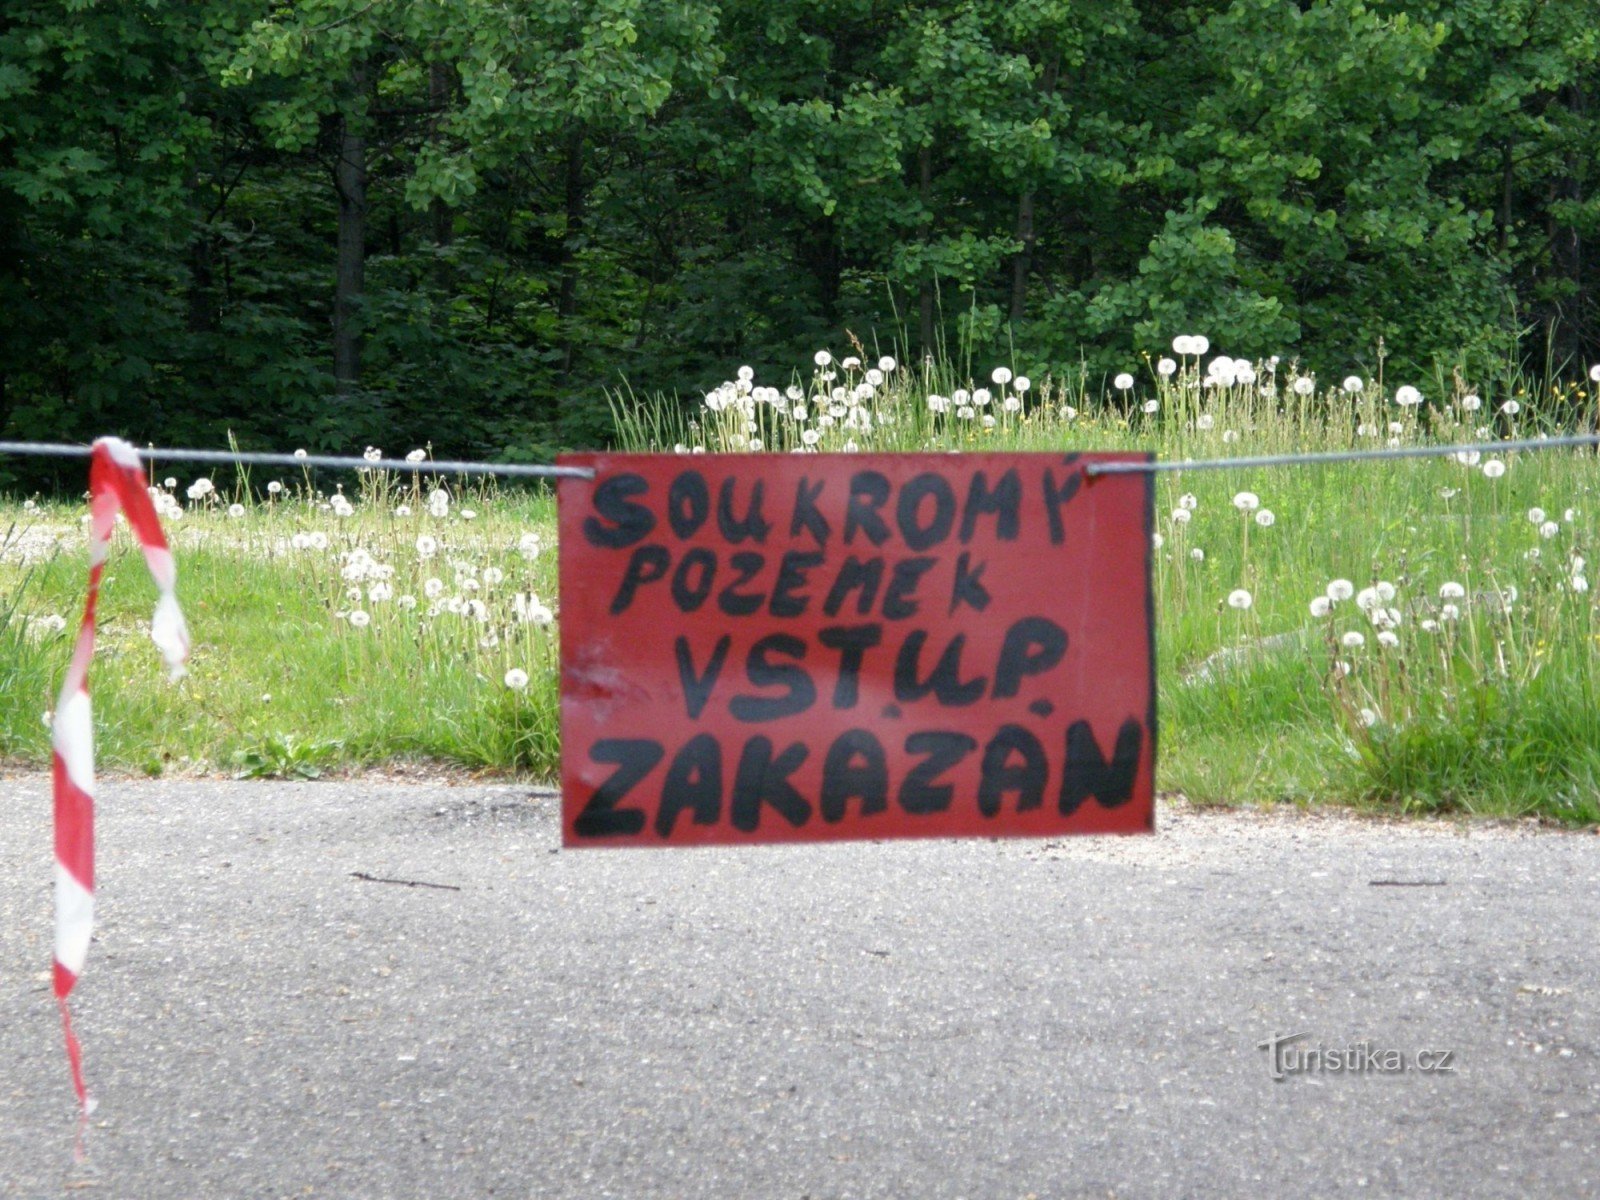 SOUKROMÝ
POZEMEK
VSTUP
ZAKÁZÁN
Turistika.cz